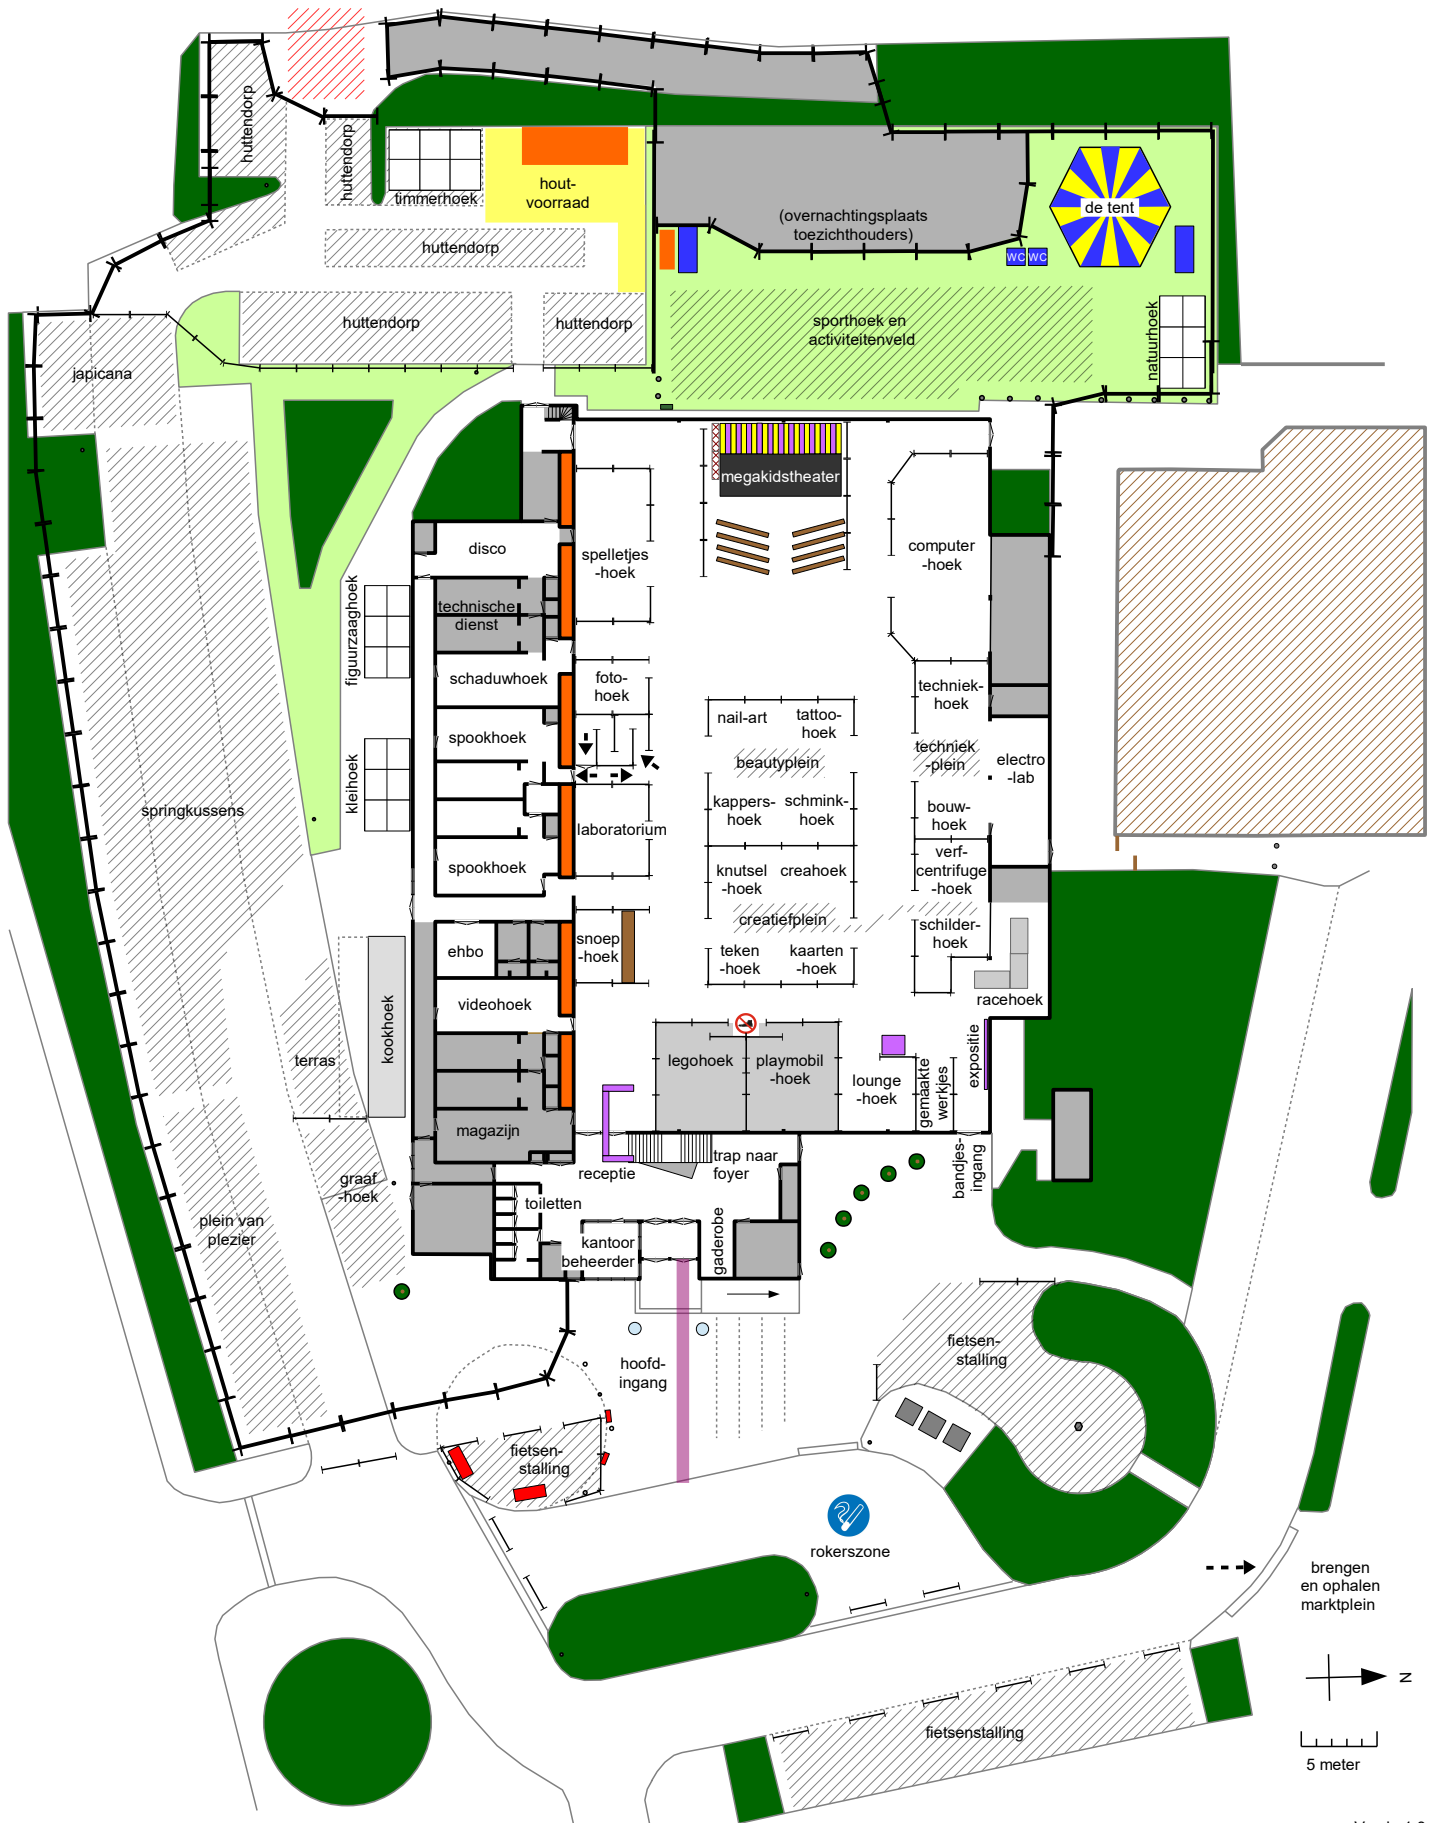 huttendorp
huttendorp
timmerhoek
hout-
voorraad
huttendorp
huttendorp
huttendorp
(overnachtingsplaats
toezichthouders)
de tent
WC
WC
sporthoek en
activiteitenveld
natuurhoek
japicana
megakidstheater
disco
spelletjes
-hoek
computer
-hoek
figuurzaaghoek
technische
dienst
schaduwhoek
foto-
hoek
techniek-
hoek
nail-art
tattoo-
hoek
spookhoek
beautyplein
techniek
-plein
electro
-lab
kleihoek
springkussens
kappers-
hoek
schmink-
hoek
bouw-
hoek
laboratorium
spookhoek
knutsel
-hoek
creahoek
verf-
centrifuge
-hoek
creatiefplein
schilder-
hoek
ehbo
snoep
-hoek
teken
-hoek
kaarten
-hoek
videohoek
racehoek
kookhoek
terras
legohoek
playmobil
-hoek
lounge
-hoek
gemaakte
werkjes
expositie
magazijn
receptie
trap naar
foyer
bandjes-
ingang
graaf
-hoek
toiletten
plein van
plezier
kantoor
beheerder
gaderobe
hoofd-
ingang
fietsen-
stalling
fietsen-
stalling
rokerszone
brengen
en ophalen
marktplein
N
fietsenstalling
5 meter